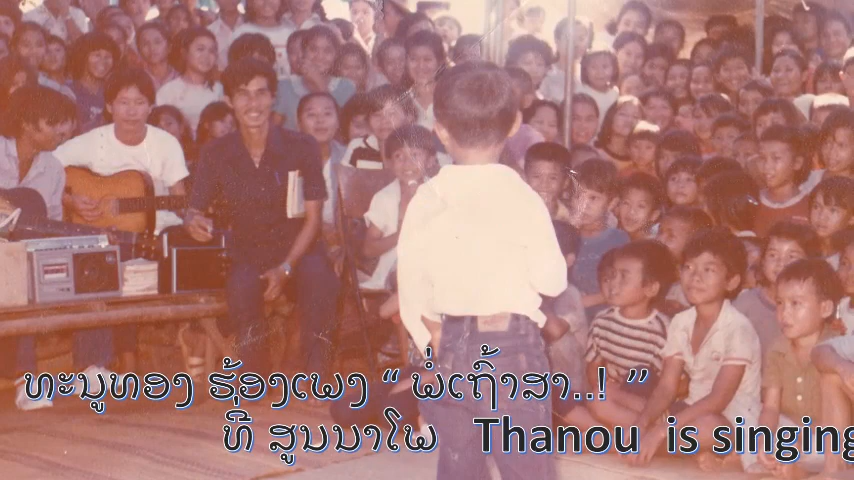 ທະນູທອງ ຮ້ອງເພງ “ ພໍ່ເຖົ້າສາ..! ”
ທີ່ ສູນນາໂພ Thanou is singing